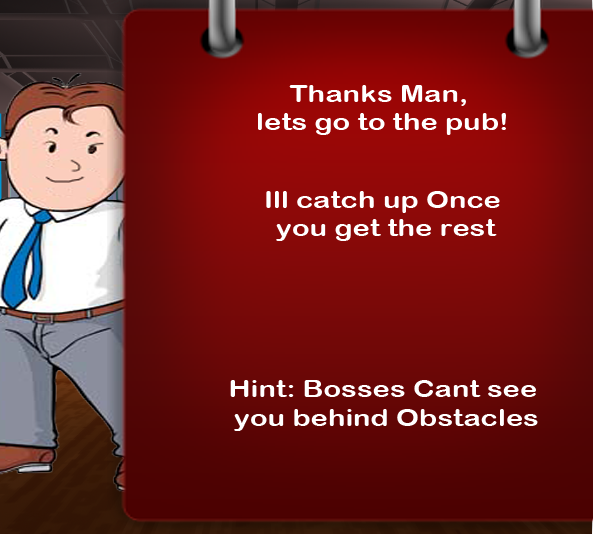 Thanks Man,
lets go to the pub!
Ill catch up Once
you get the rest
Hint: Bosses Cant see
you behind Obstacles